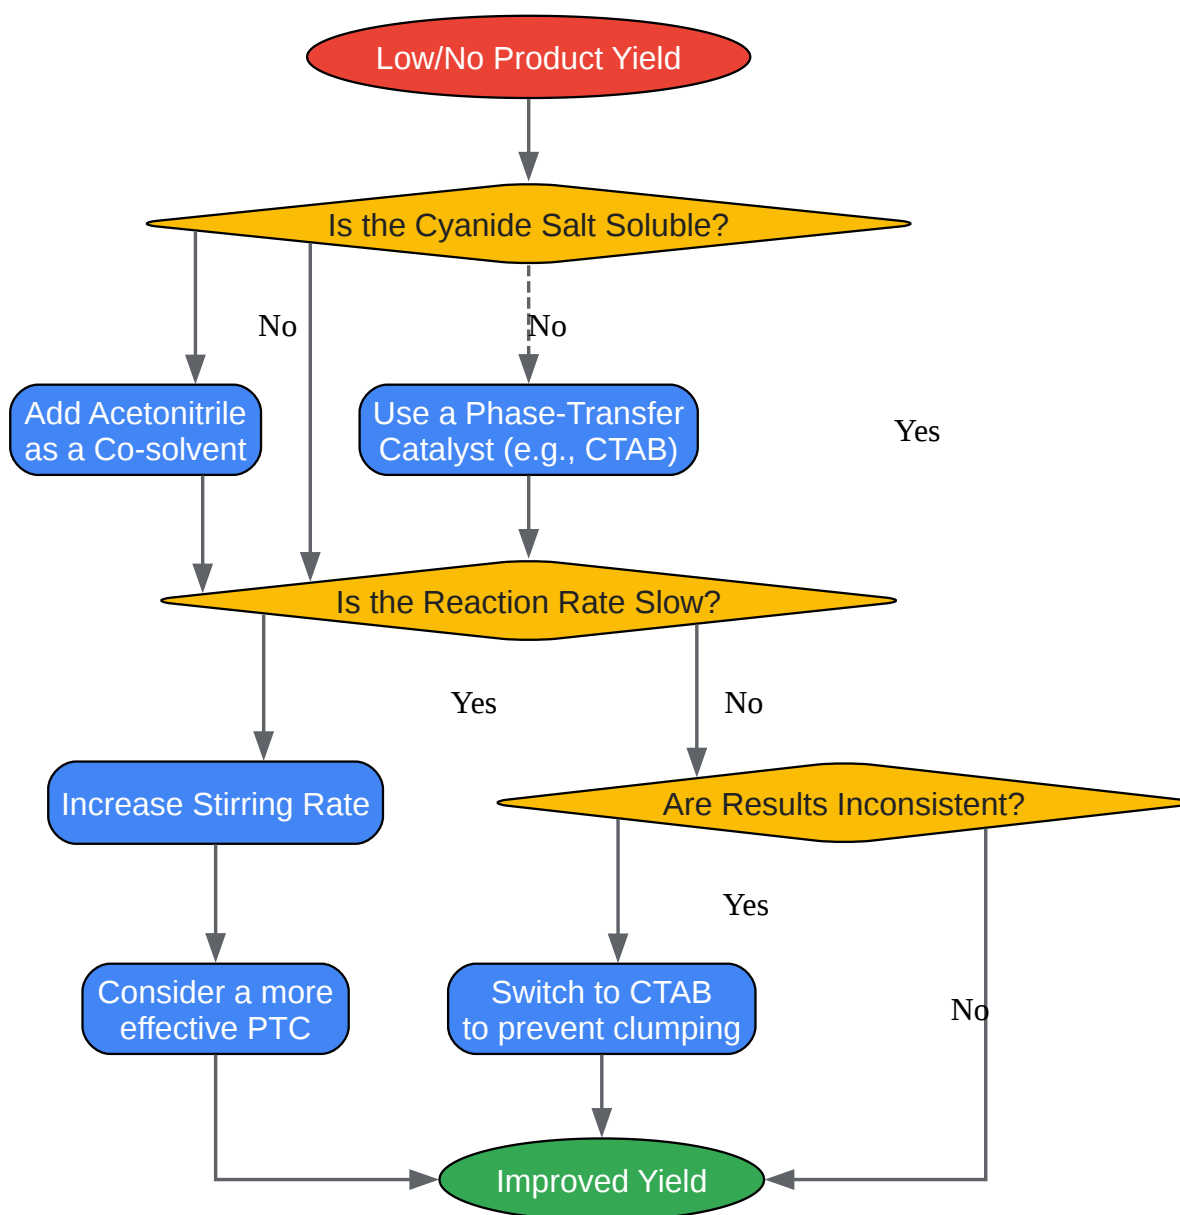 Low/No Product Yield
Is the Cyanide Salt Soluble?
No
No
Add Acetonitrile
as a Co-solvent
Use a Phase-Transfer
Catalyst (e.g., CTAB)
Yes
Is the Reaction Rate Slow?
Yes
No
Increase Stirring Rate
Are Results Inconsistent?
Yes
Consider a more
effective PTC
Switch to CTAB
to prevent clumping
No
Improved Yield